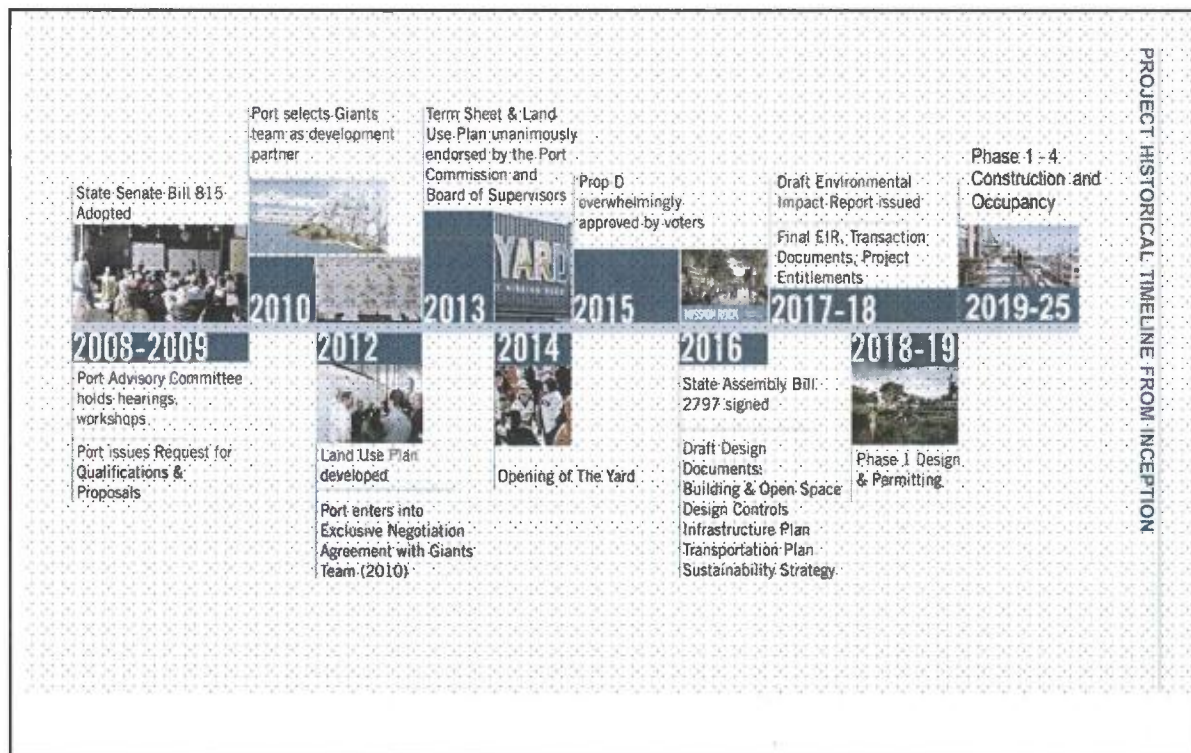 PROJECT HISTORICAL TIMELINE FROM INCEPTION
State Senate Bill 815
Adopted
2008-2009
Port Advisory Committee
holds hearings,
workshops
Port issues Request for
Qualifications &
Proposals
Port selects Giants
team as development
partner
2010
2012
Land Use Plan
developed
Port enters into
Exclusive Negotiation
Agreement with Giants
Team (2010)
Term Sheet & Land
Use Plan unanimously
endorsed by the Port
Commission and
Board of Supervisors
2013
YARD
MISSION ROCK
2014
Opening of The Yard
Prop D
overwhelmingly
approved by voters
2015
MISSION ROCK
2016
State Assembly Bill
2797 signed
Draft Design
Documents:
Building & Open Space
Design Controls
Infrastructure Plan
Transportation Plan
Sustainability Strategy
Draft Environmental
Impact Report issued
Final EIR, Transaction
Documents, Project
Entitlements
2017-18
2018-19
Phase 1 Design
& Permitting
Phase 1 - 4
Construction and
Occupancy
2019-25